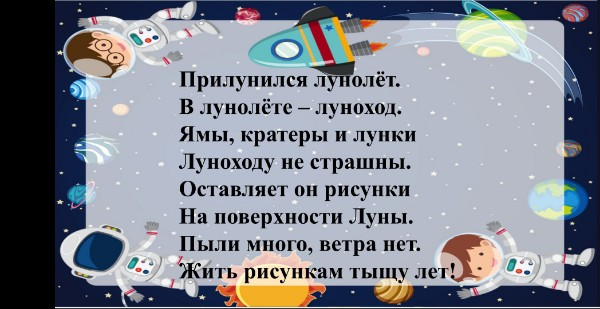 Прилунился лунолёт.
В лунолёте – луноход.
Ямы, кратеры и лунки
Луноходу не страшны.
Оставляет он рисунки
На поверхности Луны.
Пыли много, ветра нет.
Жить рисункам тыщу лет!